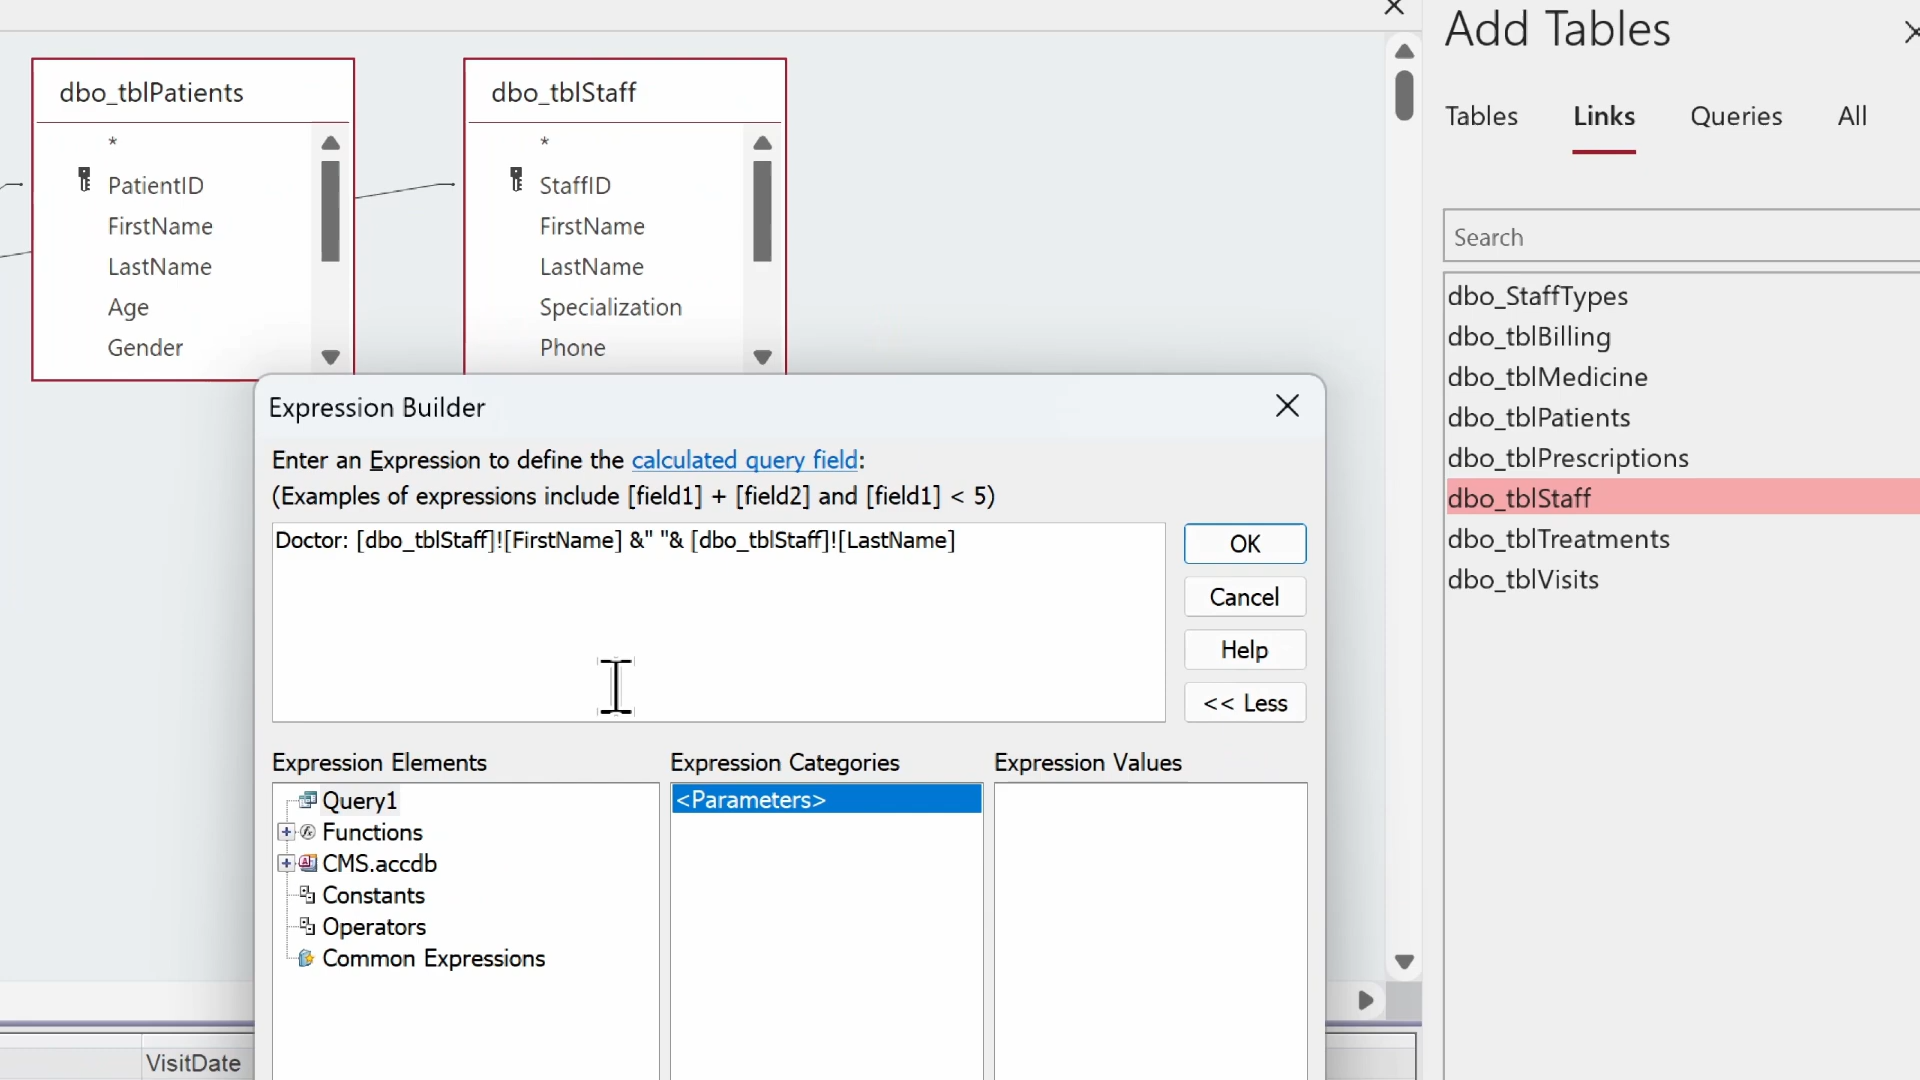 Add Tables
dbo_tblPatients
*
PatientID
FirstName
LastName
Age
Gender
dbo_tblStaff
*
StaffID
FirstName
LastName
Specialization
Phone
Tables Links Queries All
Search
dbo_StaffTypes
dbo_tblBilling
dbo_tblMedicine
dbo_tblPatients
dbo_tblPrescriptions
dbo_tblStaff
dbo_tblTreatments
dbo_tblVisits
Expression Builder
Enter an Expression to define the calculated query field:
(Examples of expressions include [field1] + [field2] and [field1] < 5)
Doctor: [dbo_tblStaff]![FirstName] &" "& [dbo_tblStaff]![LastName]
OK
Cancel
Help
<< Less
Expression Elements
Query1
Functions
CMS.accdb
Constants
Operators
Common Expressions
Expression Categories
<Parameters>
Expression Values
VisitDate